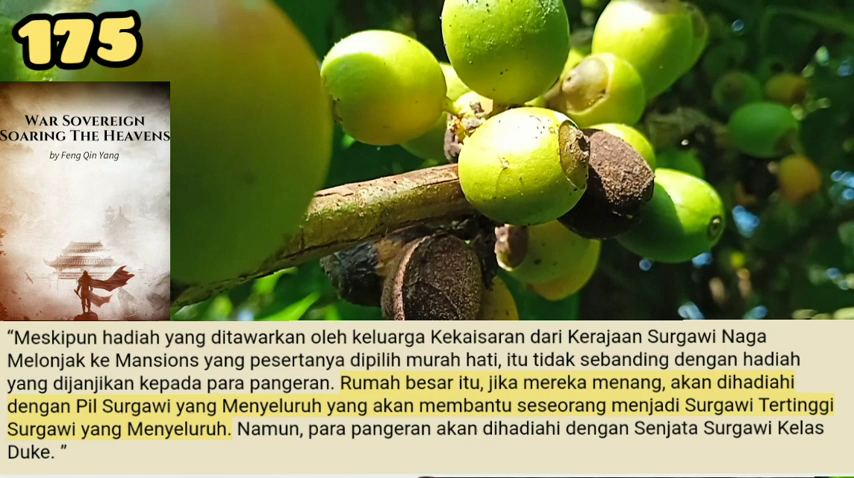 175
WAR SOVEREIGN
SOARING THE HEAVENS
by Feng Qin Yang
“Meskipun hadiah yang ditawarkan oleh keluarga Kekaisaran dari Kerajaan Surgawi Naga
Melonjak ke Mansions yang pesertanya dipilih murah hati, itu tidak sebanding dengan hadiah
yang dijanjikan kepada para pangeran. Rumah besar itu, jika mereka menang, akan dihadiahi
dengan Pil Surgawi yang Menyeluruh yang akan membantu seseorang menjadi Surgawi Tertinggi
Surgawi yang Menyeluruh. Namun, para pangeran akan dihadiahi dengan Senjata Surgawi Kelas
Duke. ”